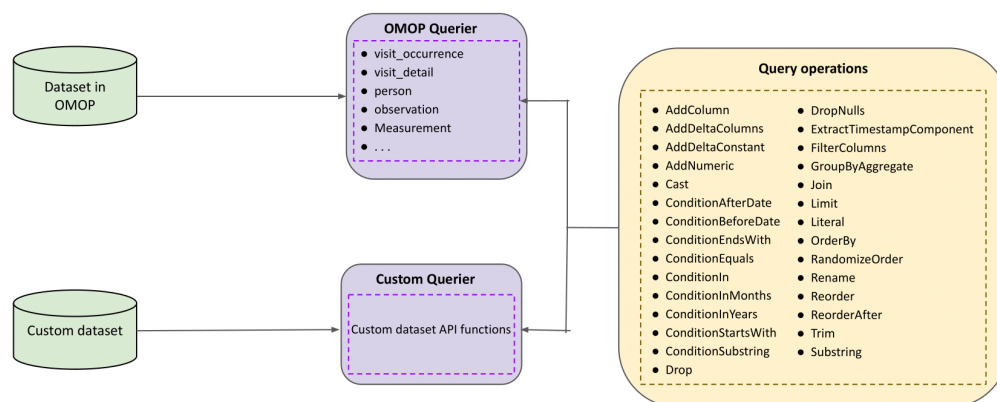 Dataset in
OMOP
OMOP Querier
● visit_occurrence
● visit_detail
● person
● observation
● Measurement
● . . .
Custom dataset
Custom Querier
Custom dataset API functions
Query operations
● AddColumn
● AddDeltaColumns
● AddDeltaConstant
● AddNumeric
● Cast
● ConditionAfterDate
● ConditionBeforeDate
● ConditionEndsWith
● ConditionEquals
● ConditionIn
● ConditionInMonths
● ConditionInYears
● ConditionStartsWith
● ConditionSubstring
● Drop
● DropNulls
● ExtractTimestampComponent
● FilterColumns
● GroupByAggregate
● Join
● Limit
● Literal
● OrderBy
● RandomizeOrder
● Rename
● Reorder
● ReorderAfter
● Trim
● Substring